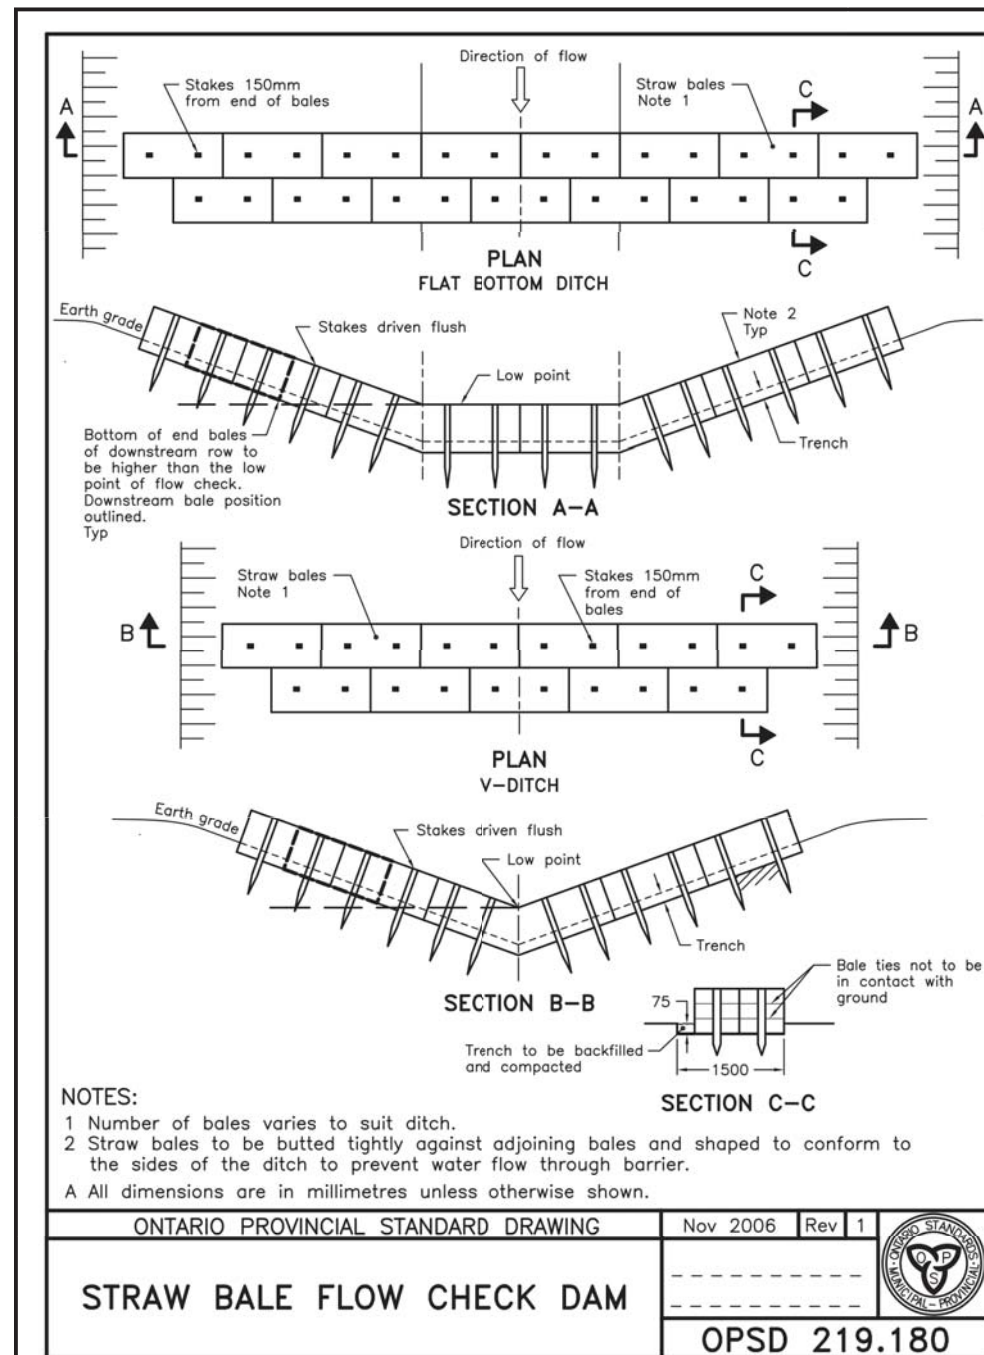 Direction of flow
Stakes 150mm
from end of bales
Straw bales
Note 1
C
A
A
C
PLAN
FLAT BOTTOM DITCH
Earth grade
Stakes driven flush
Note 2
Typ
Low point
Trench
Bottom of end bales
of downstream row to
be higher than the low
point of flow check.
Downstream bale position
outlined.
Typ
SECTION A-A
Direction of flow
Straw bales
Note 1
Stakes 150mm
from end of
bales
C
B
B
C
PLAN
V-DITCH
Earth grade
Stakes driven flush
Low point
Trench
SECTION B-B
Bale ties not to be
in contact with
ground
75
Trench to be backfilled
and compacted
1500
SECTION C-C
NOTES:
1 Number of bales varies to suit ditch.
2 Straw bales to be butted tightly against adjoining bales and shaped to conform to
the sides of the ditch to prevent water flow through barrier.
A All dimensions are in millimetres unless otherwise shown.
ONTARIO PROVINCIAL STANDARD DRAWING
Nov 2006
Rev
1
STRAW BALE FLOW CHECK DAM
ONTARIO STANDARDS
MUNICIPAL-PROVINCIAL
O P
S
OPSD 219.180